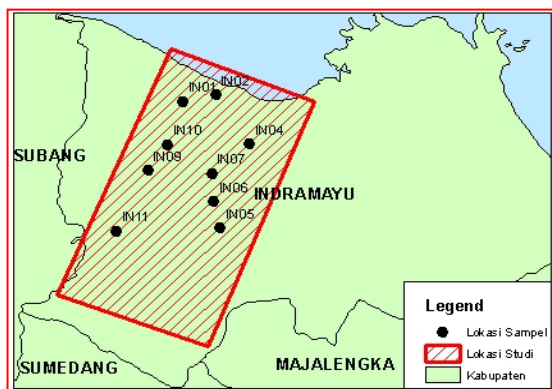 IN02
IN01
IN10
IN04
SUBANG
IN09
IN07
INDRAMAYU
IN06
IN05
IN11
SUMEDANG
MAJALENGKA
Legend
Lokasi Sampel
Lokasi Studi
Kabupaten